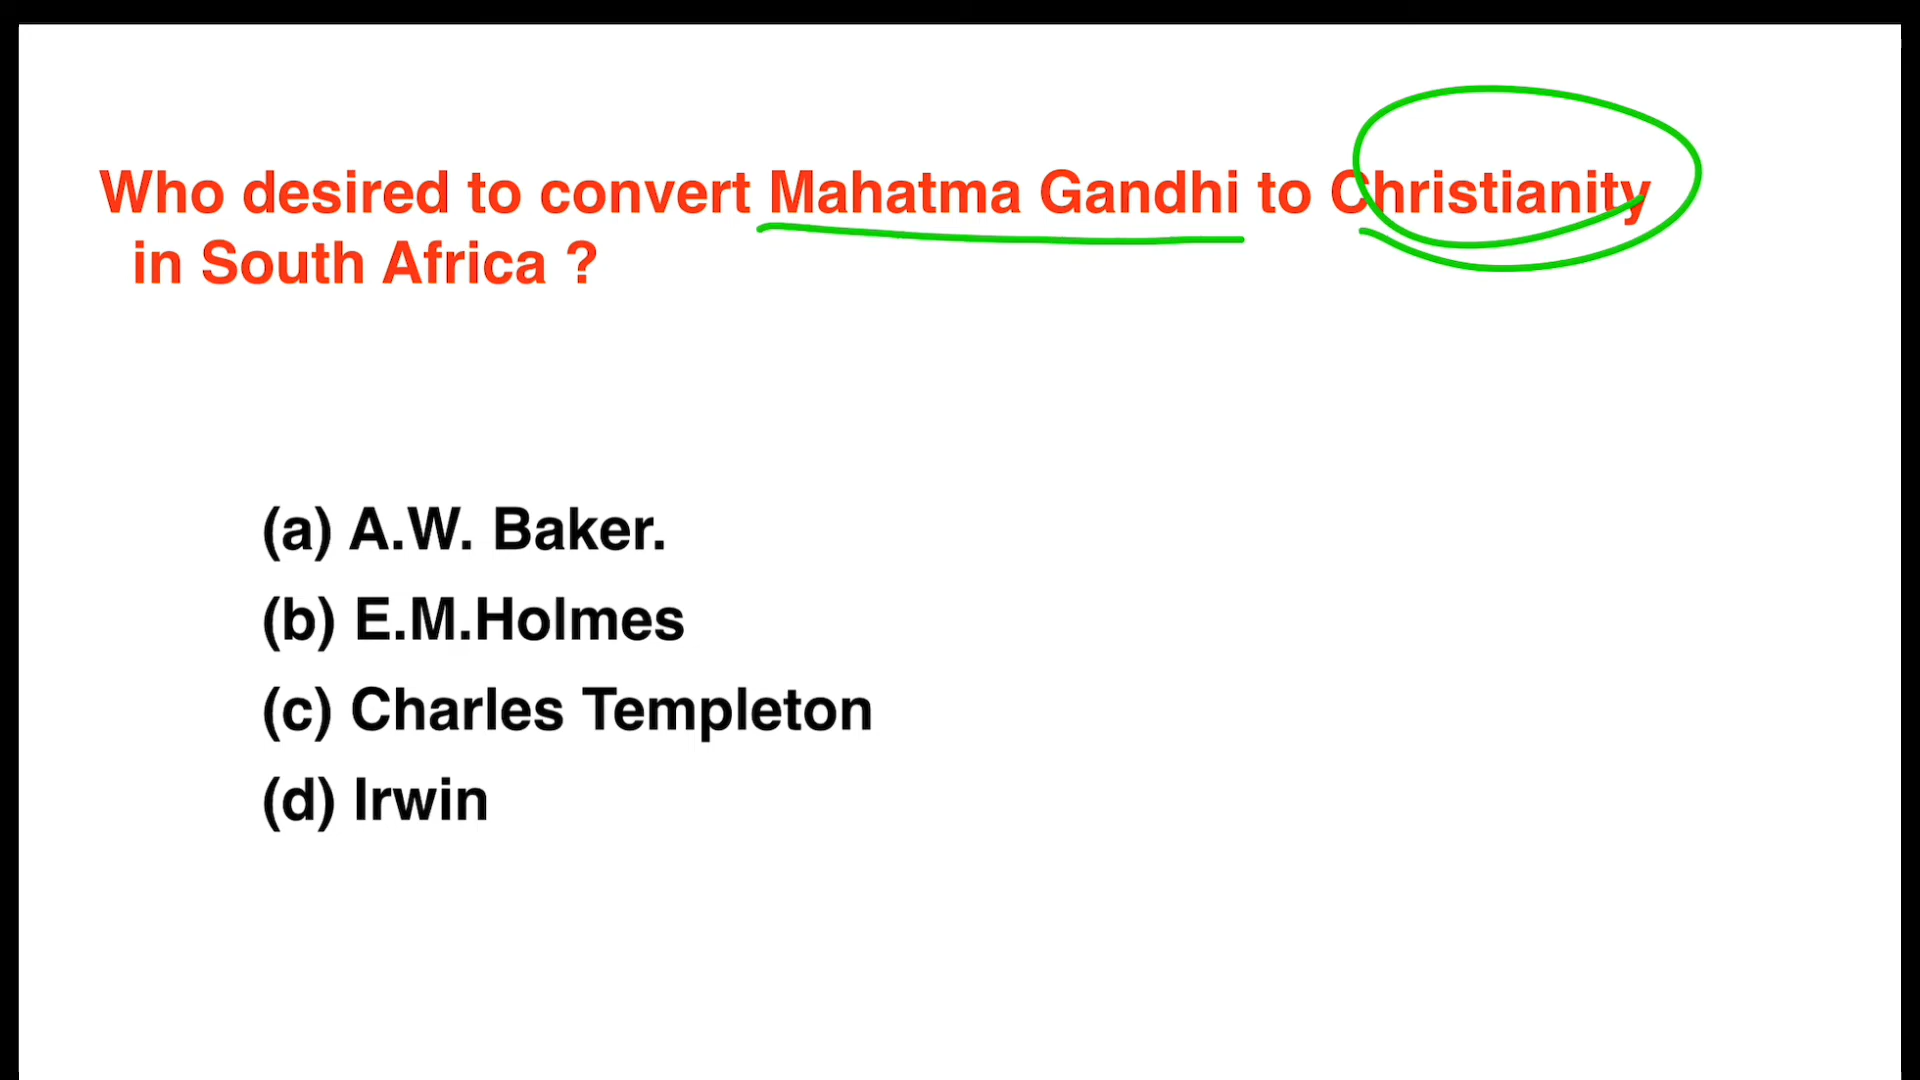 Who desired to convert Mahatma Gandhi to Christianity
in South Africa ?
(a) A.W. Baker.
(b) E.M.Holmes
(c) Charles Templeton
(d) Irwin